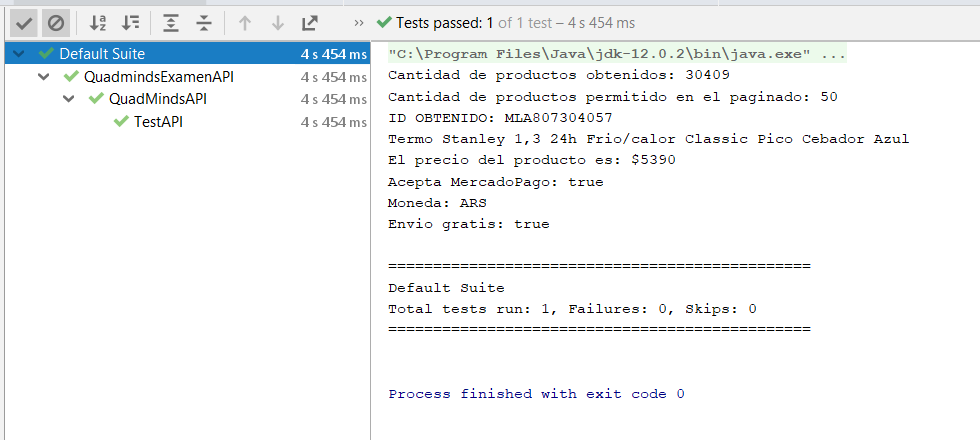 Tests passed: 1 of 1 test – 4 s 454 ms
Default Suite 4 s 454 ms
QuadmindsExamenAPI 4 s 454 ms
QuadMindsAPI 4 s 454 ms
TestAPI 4 s 454 ms
"C:\Program Files\Java\jdk-12.0.2\bin\java.exe" ...
Cantidad de productos obtenidos: 30409
Cantidad de productos permitido en el paginado: 50
ID OBTENIDO: MLA807304057
Termo Stanley 1,3 24h Frio/calor Classic Pico Cebador Azul
El precio del producto es: $5390
Acepta MercadoPago: true
Moneda: ARS
Envio gratis: true
===============================================
Default Suite
Total tests run: 1, Failures: 0, Skips: 0
===============================================
Process finished with exit code 0